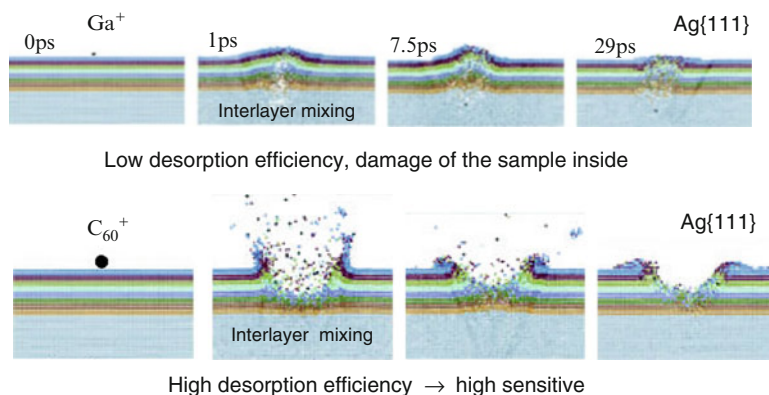 Ga⁺
0ps
1ps
7.5ps
29ps
Ag{111}
Interlayer mixing
Low desorption efficiency, damage of the sample inside
C₆₀⁺
Ag{111}
Interlayer mixing
High desorption efficiency → high sensitive